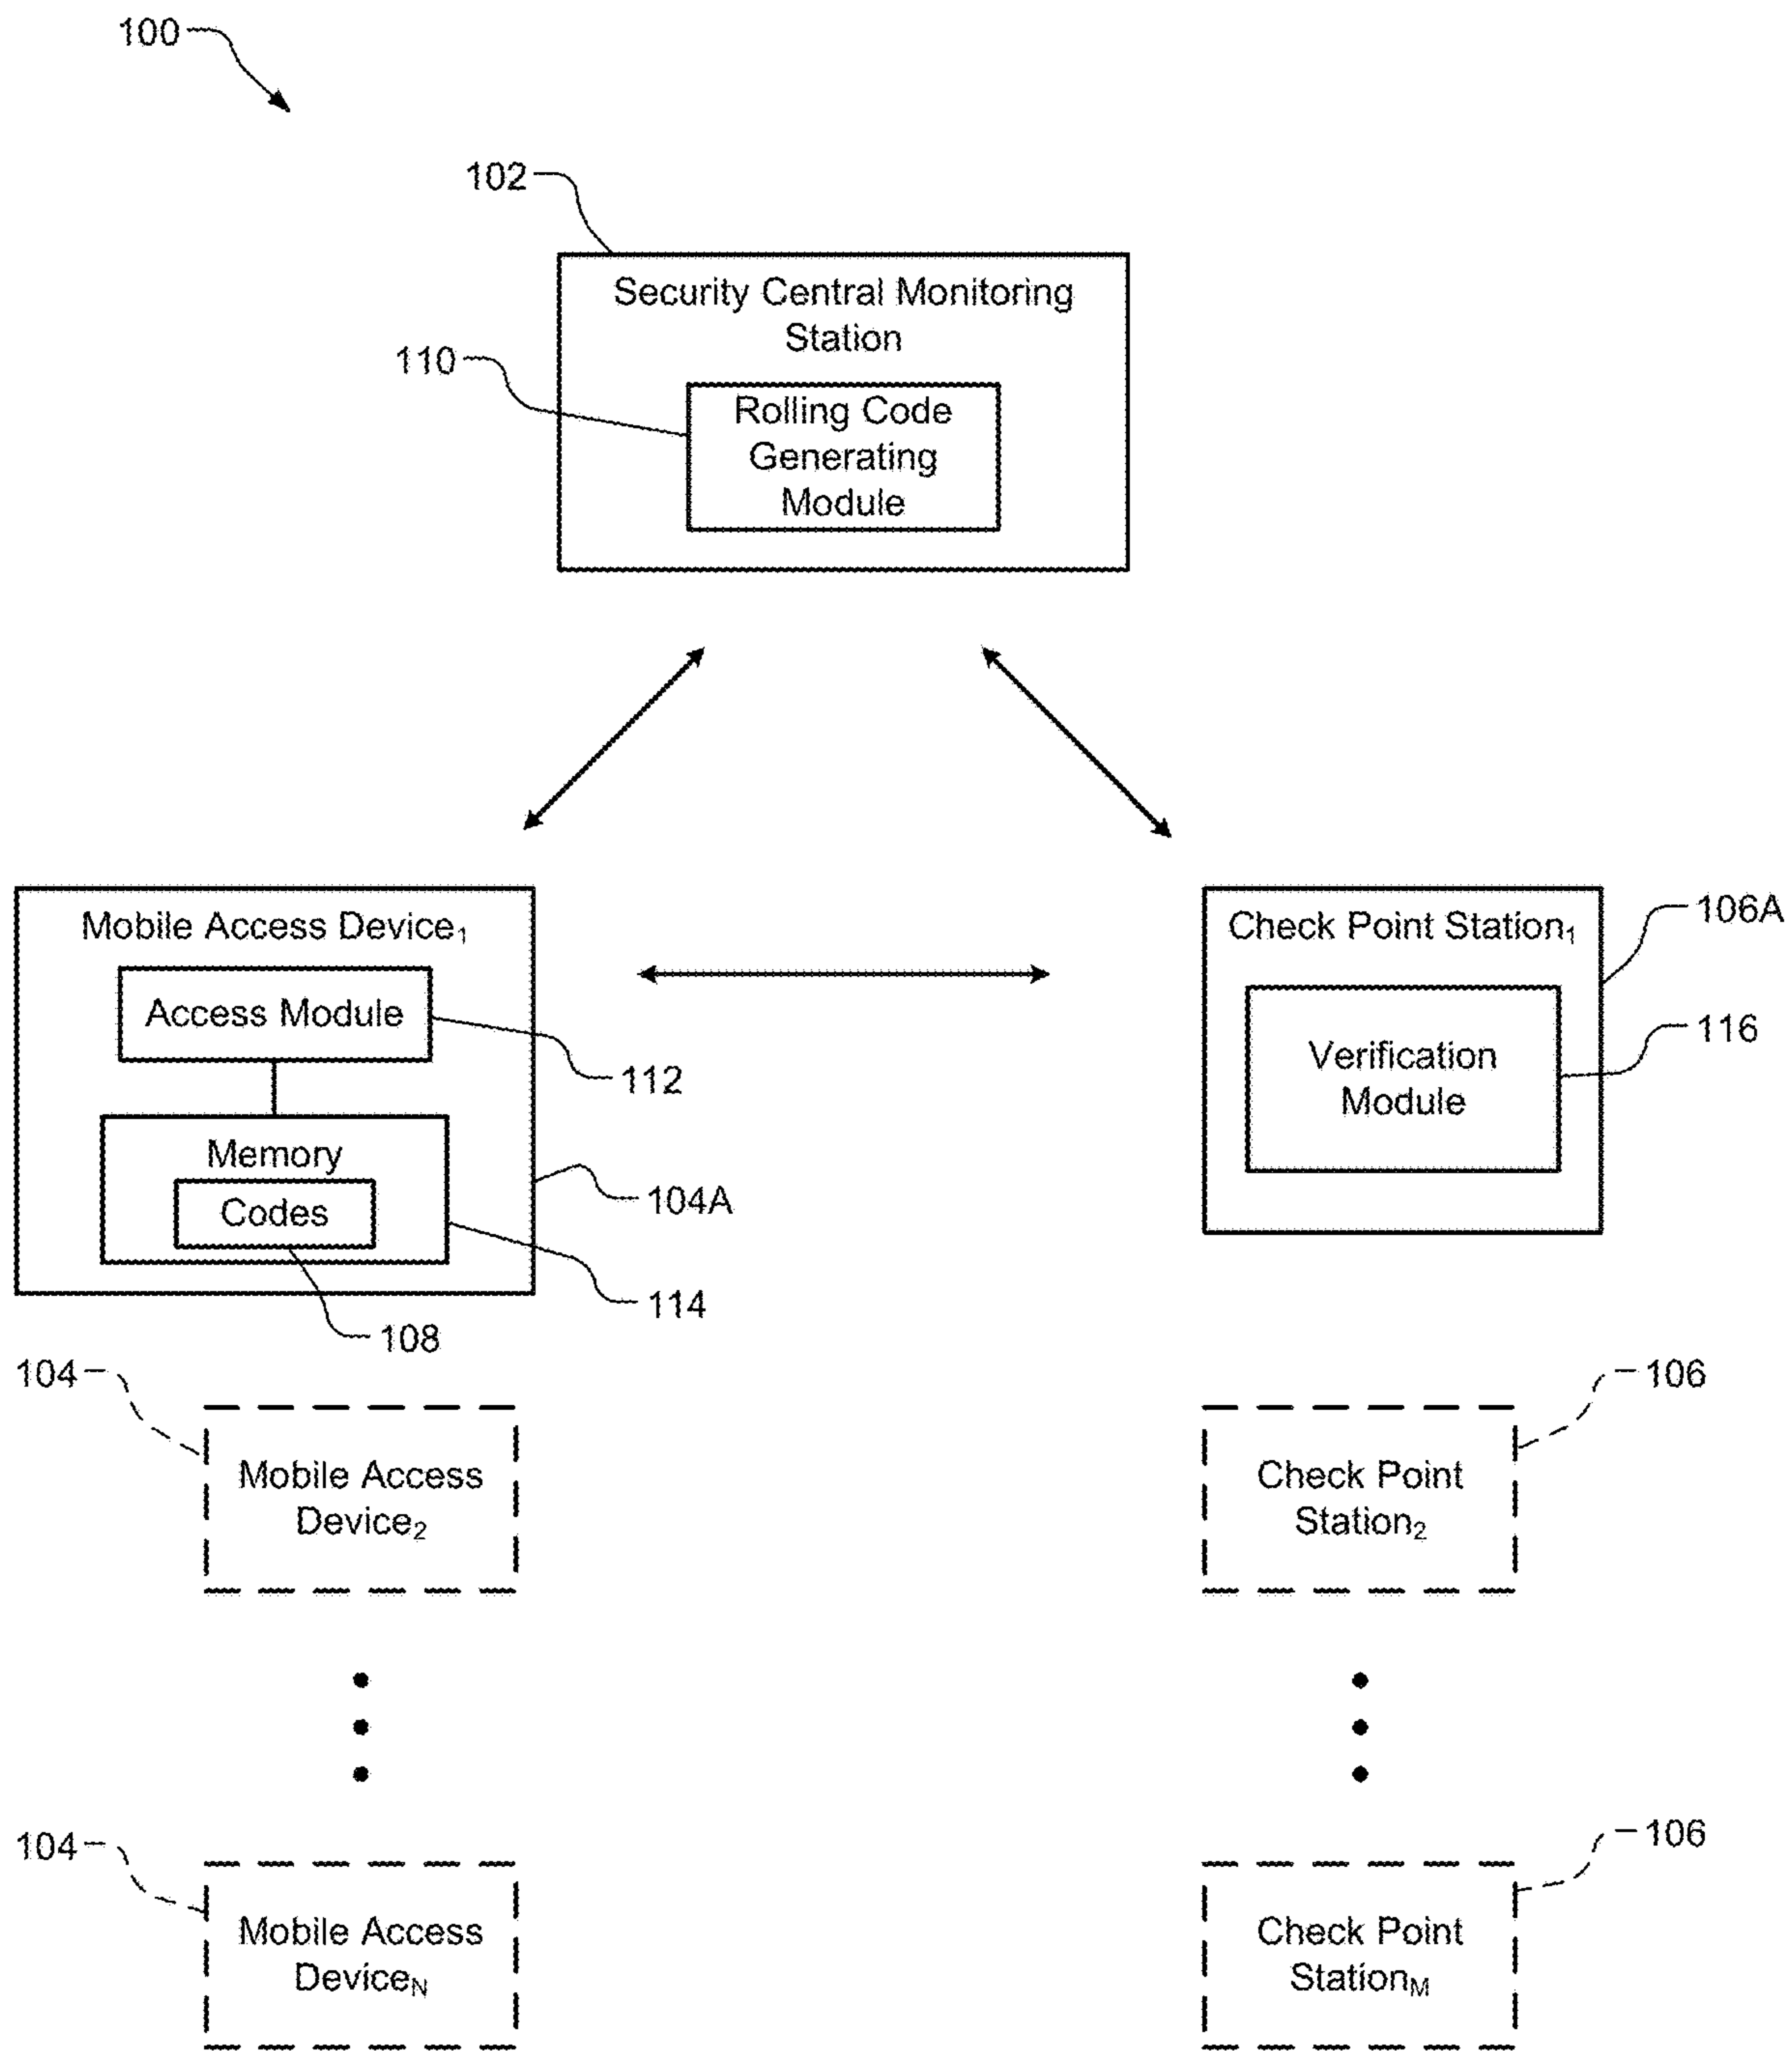 100
102
Security Central Monitoring
Station
110
Rolling Code
Generating
Module
Mobile Access Device₁
Access Module
112
Memory
Codes
104A
114
108
Check Point Station₁
106A
Verification
Module
116
104
Mobile Access
Device₂
106
Check Point
Station₂
104
Mobile Access
Device_N
106
Check Point
Station_M